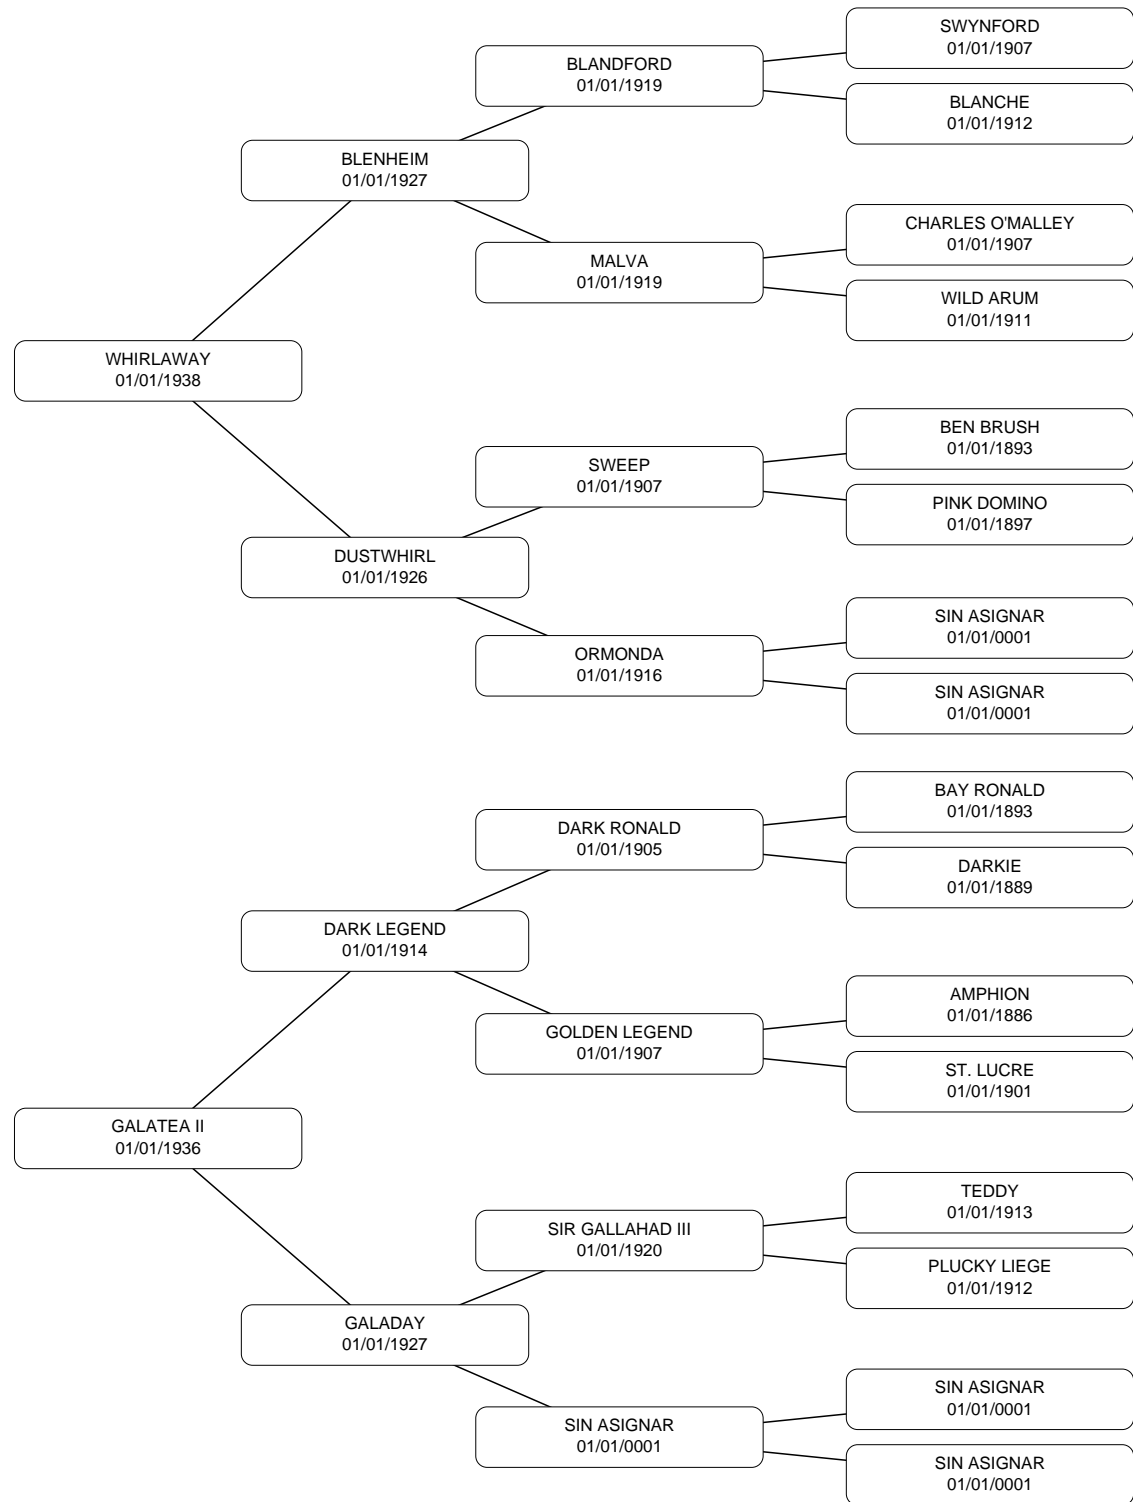 SWYNFORD
01/01/1907
BLANDFORD
01/01/1919
BLANCHE
01/01/1912
BLENHEIM
01/01/1927
CHARLES O'MALLEY
01/01/1907
MALVA
01/01/1919
WILD ARUM
01/01/1911
WHIRLAWAY
01/01/1938
BEN BRUSH
01/01/1893
SWEEP
01/01/1907
PINK DOMINO
01/01/1897
DUSTWHIRL
01/01/1926
SIN ASIGNAR
01/01/0001
ORMONDA
01/01/1916
SIN ASIGNAR
01/01/0001
BAY RONALD
01/01/1893
DARK RONALD
01/01/1905
DARKIE
01/01/1889
DARK LEGEND
01/01/1914
AMPHION
01/01/1886
GOLDEN LEGEND
01/01/1907
ST. LUCRE
01/01/1901
GALATEA II
01/01/1936
TEDDY
01/01/1913
SIR GALLAHAD III
01/01/1920
PLUCKY LIEGE
01/01/1912
GALADAY
01/01/1927
SIN ASIGNAR
01/01/0001
SIN ASIGNAR
01/01/0001
SIN ASIGNAR
01/01/0001